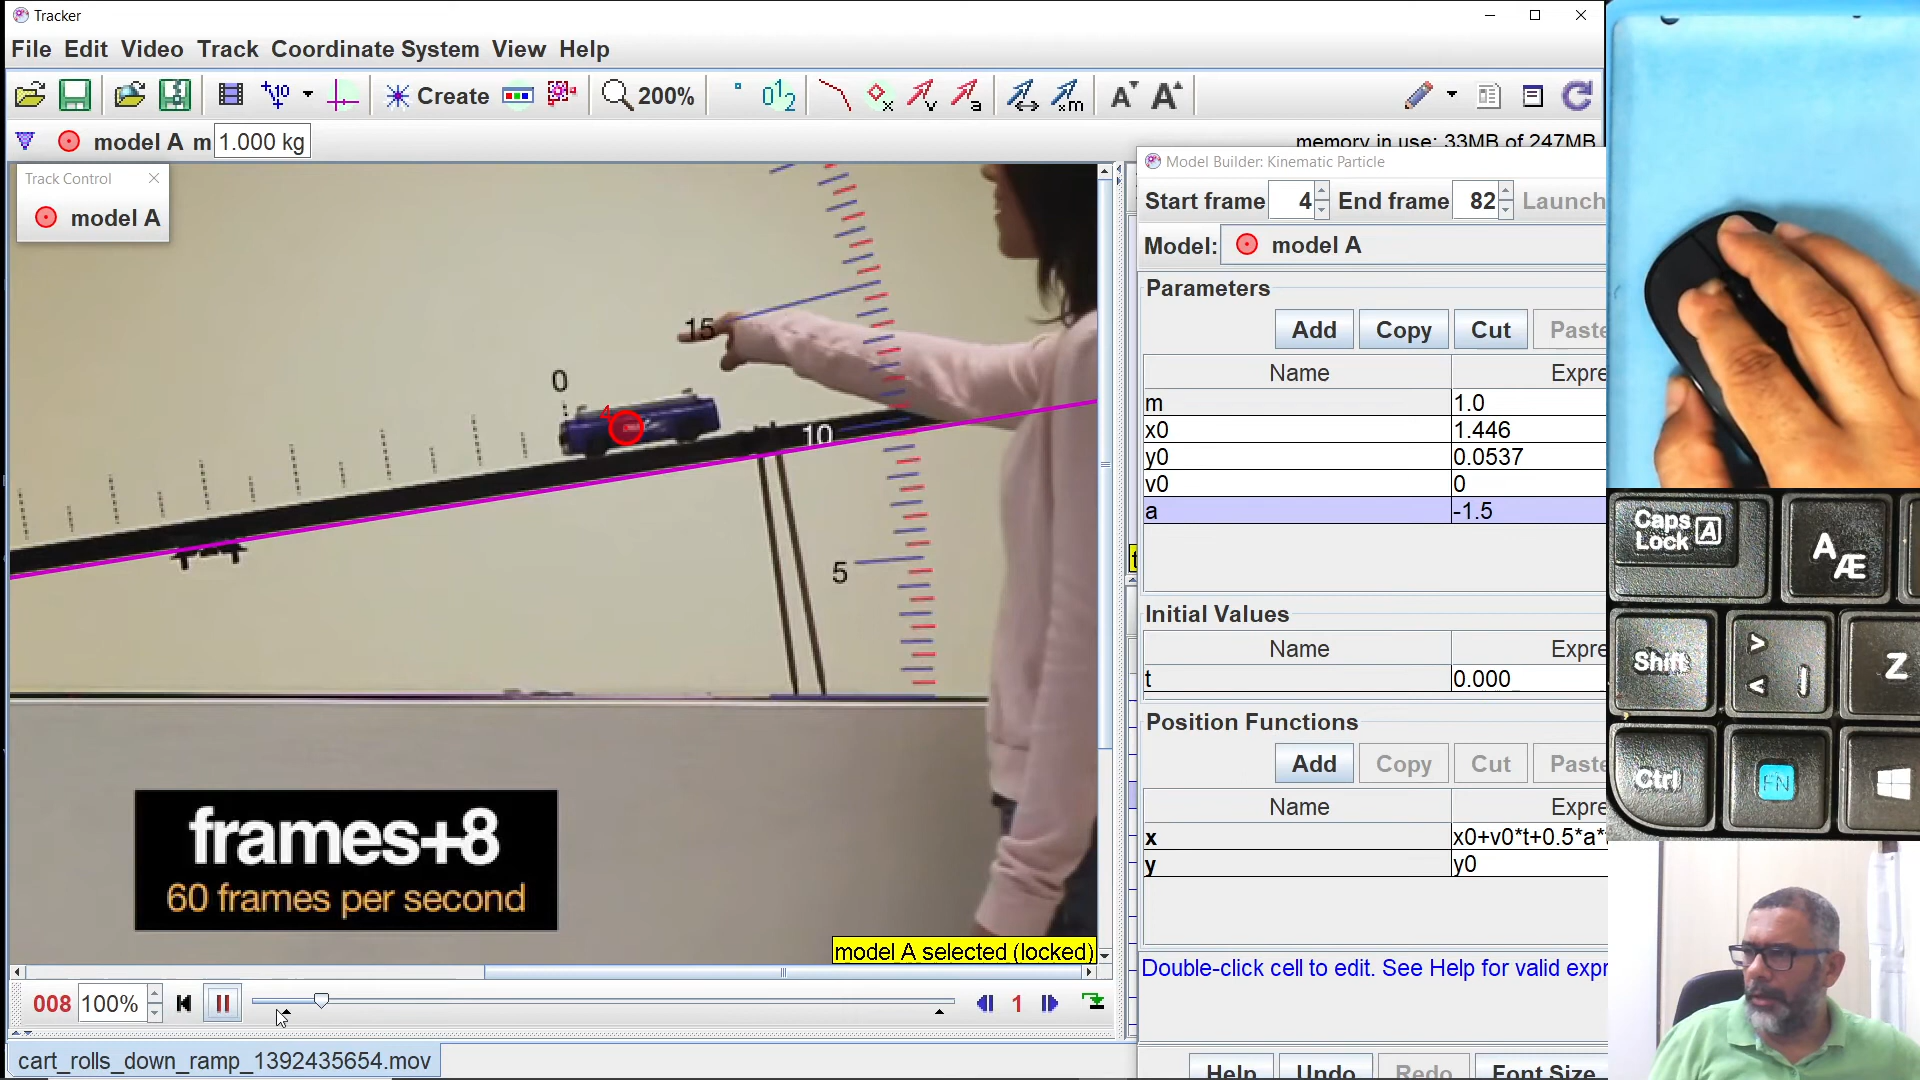 Tracker
File Edit Video Track Coordinate System View Help
Create 200%
model A m 1.000 kg
memory in use: 33MB of 247MB
Track Control
model A
Model Builder: Kinematic Particle
Start frame 4 End frame 82 Launch
Model: model A
Parameters
Add Copy Cut Paste
Name Expre
m 1.0
x0 1.446
y0 0.0537
v0 0
a -1.5
Initial Values
Name Expre
t 0.000
Position Functions
Add Copy Cut Paste
Name Expre
x x0+v0*t+0.5*a*
y y0
Double-click cell to edit. See Help for valid expr
Help Undo Redo Font Size
15
0
4
10
5
frames+8
60 frames per second
model A selected (locked)
008 100% 1
cart_rolls_down_ramp_1392435654.mov
Caps Lock A
A Æ
Shift > < | Z
Ctrl FN